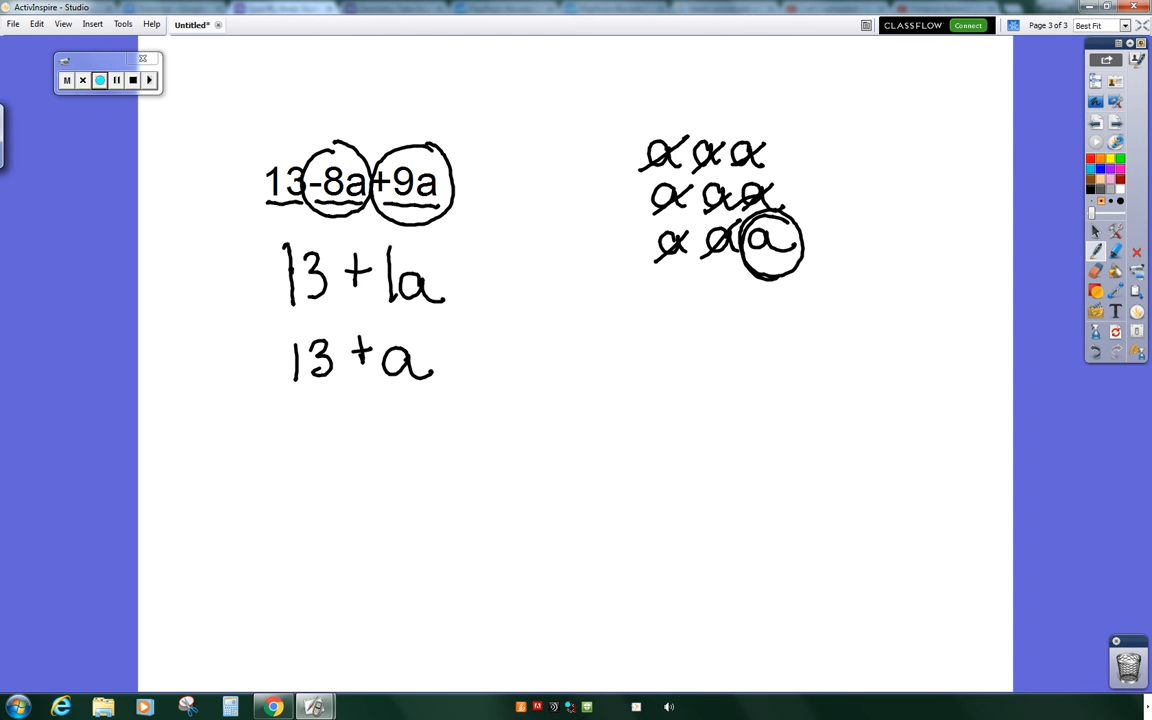 ActivInspire - Studio
File Edit View Insert Tools Help Untitled* CLASSFLOW Connect Page 3 of 3 Best Fit
M
13-8a+9a
13 + 1a
13 + a
a a a
a a a
a a a